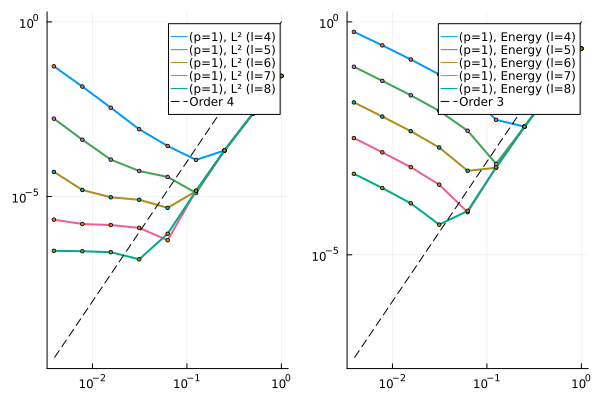 10⁰
(p=1), L² (l=4)
(p=1), L² (l=5)
(p=1), L² (l=6)
(p=1), L² (l=7)
(p=1), L² (l=8)
Order 4
10⁻⁵
10⁻² 10⁻¹ 10⁰
10⁰
(p=1), Energy (l=4)
(p=1), Energy (l=5)
(p=1), Energy (l=6)
(p=1), Energy (l=7)
(p=1), Energy (l=8)
Order 3
10⁻⁵
10⁻² 10⁻¹ 10⁰